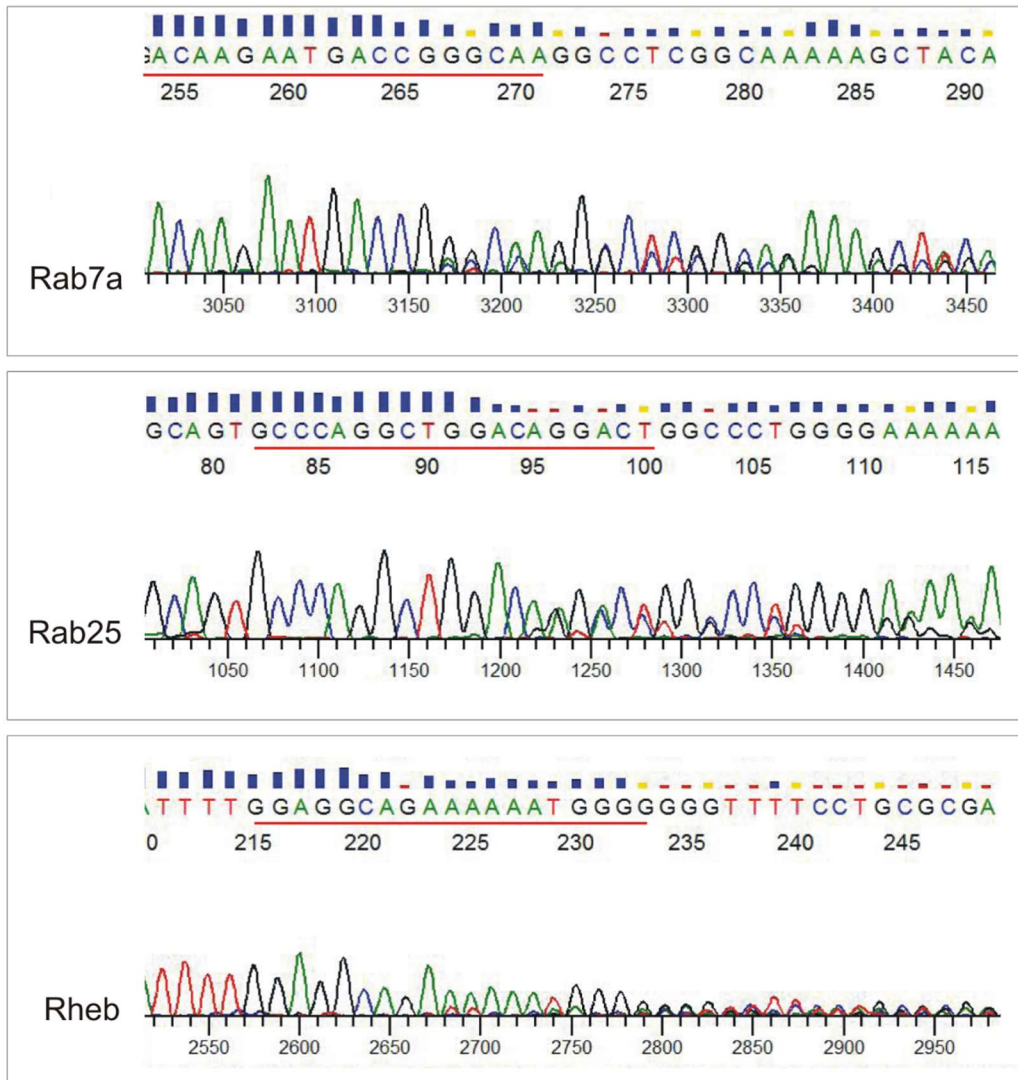 GACAAGAATGACCGGGCAAGGCCTCGGCAAAAAGCTACA
255 260 265 270 275 280 285 290
Rab7a
3050 3100 3150 3200 3250 3300 3350 3400 3450
GCAGTGCCCAGGCTGGACAGGACTGGCCCTGGGGAAAAAA
80 85 90 95 100 105 110 115
Rab25
1050 1100 1150 1200 1250 1300 1350 1400 1450
ATTTTGGAGGCAGAAAAAATGGGGGGGTTTTCCTGCGCGA
0 215 220 225 230 235 240 245
Rheb
2550 2600 2650 2700 2750 2800 2850 2900 2950